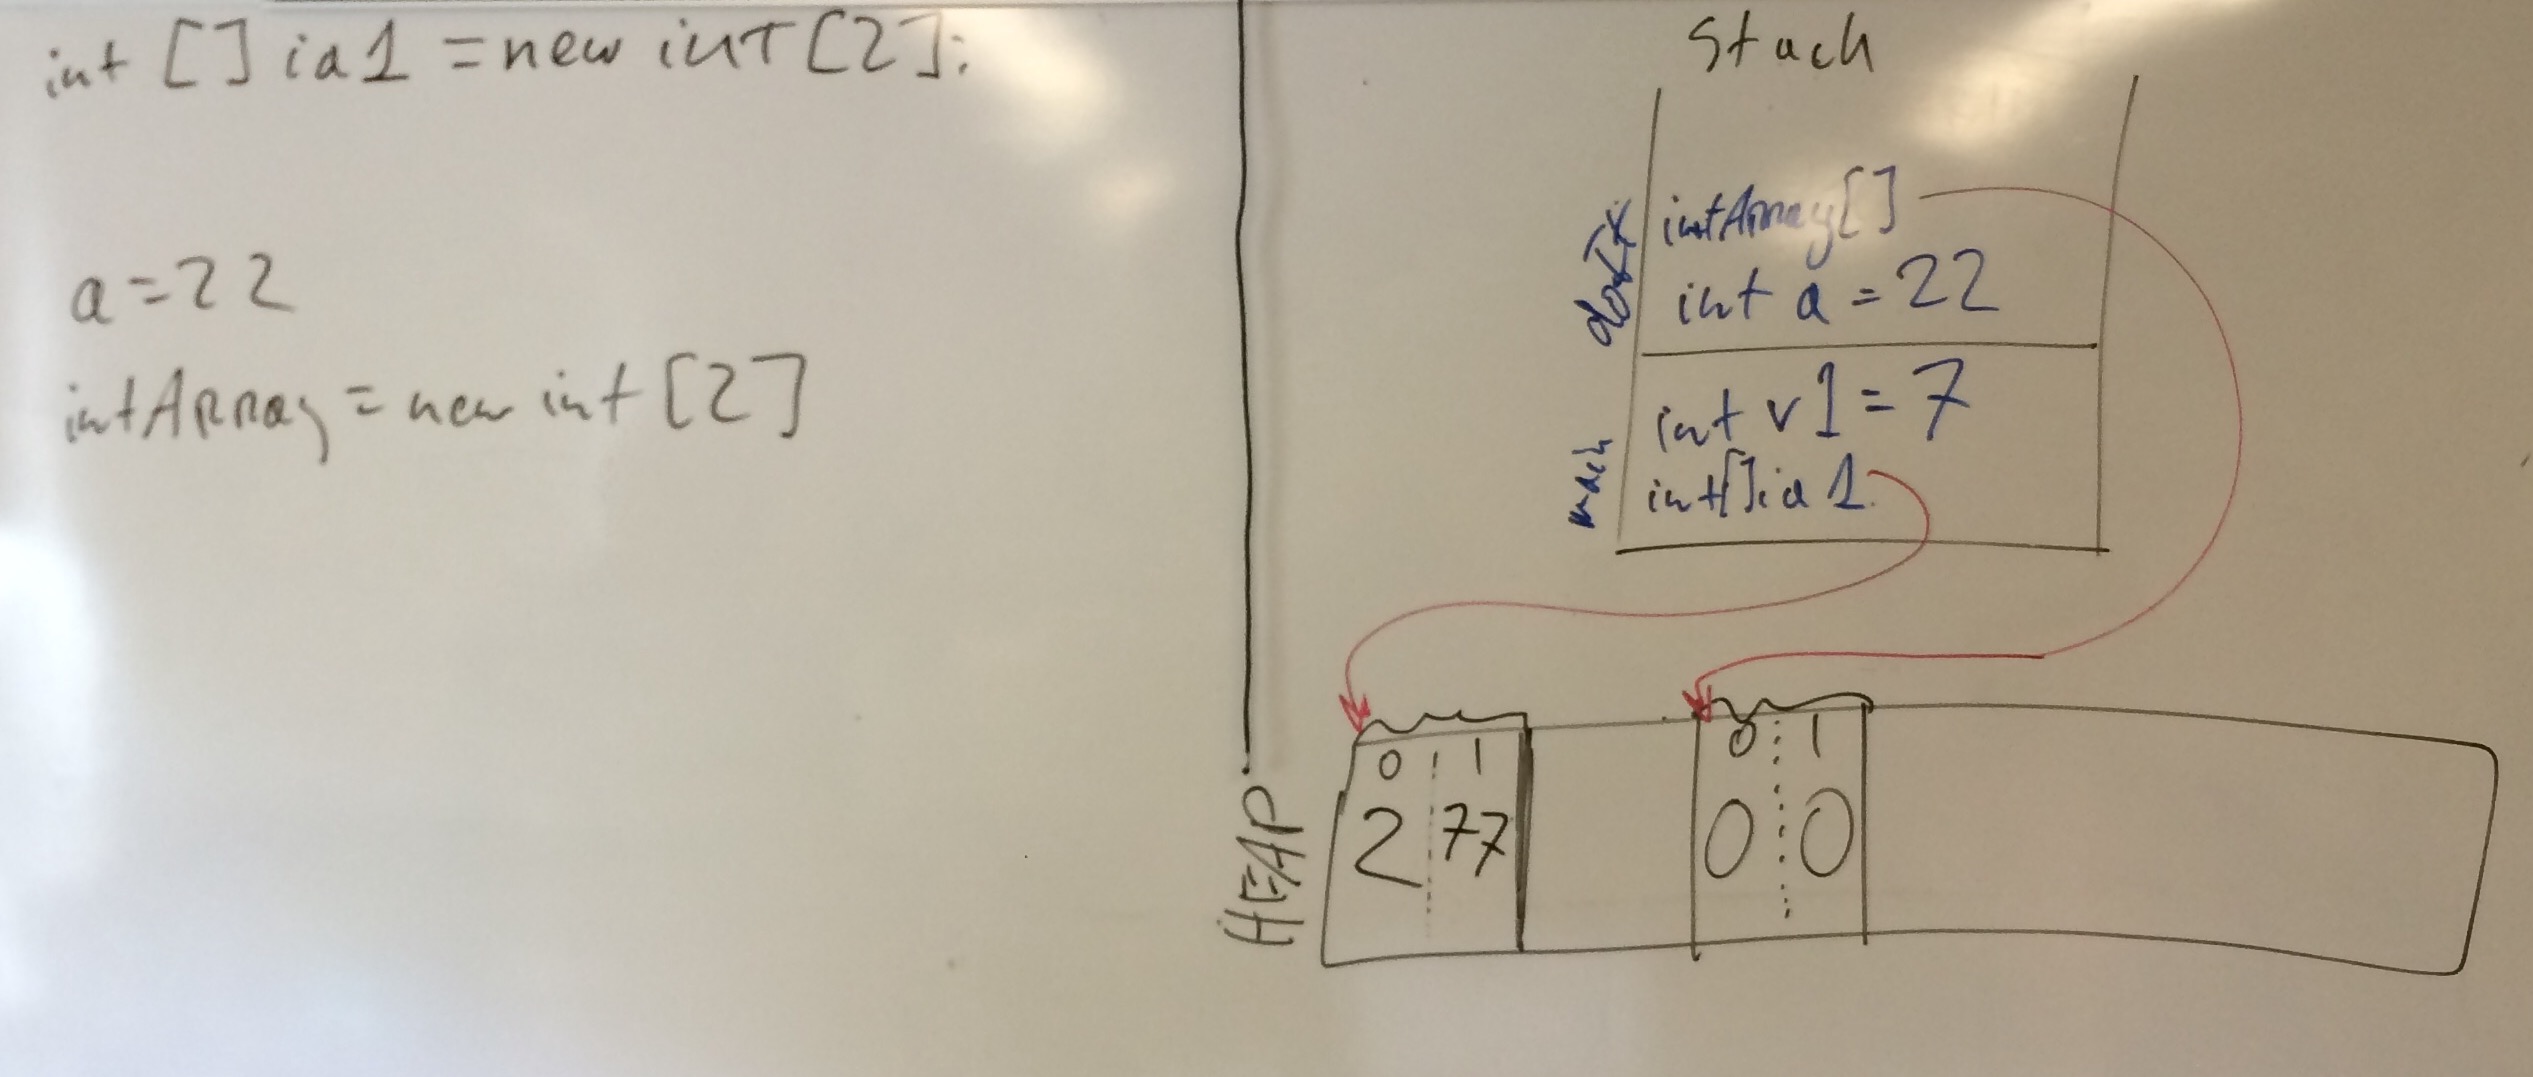 int [] ia1 = new int [2];
a = 22
intArray = new int [2]
Stack
doIt
intArray[]
int a = 22
int v1 = 7
int[] ia1
HEAP
0 1
2 77
0 1
0 0